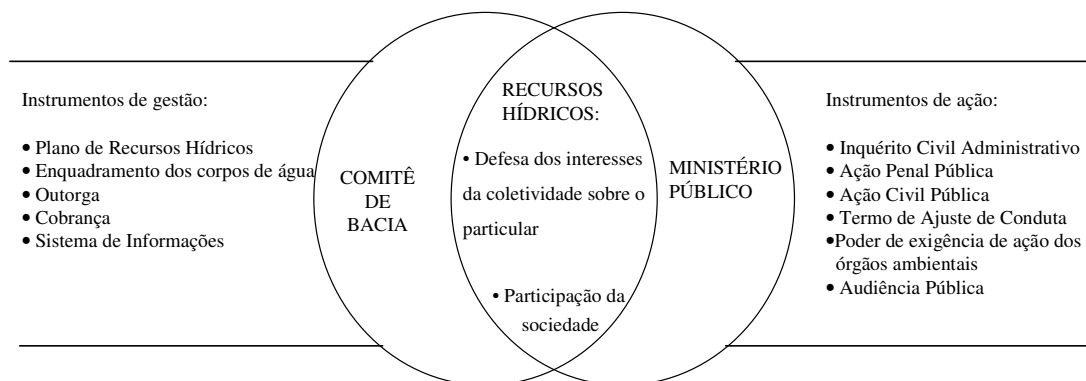 Instrumentos de gestão:
• Plano de Recursos Hídricos
• Enquadramento dos corpos de água
• Outorga
• Cobrança
• Sistema de Informações
COMITÊ
DE
BACIA
RECURSOS
HÍDRICOS:
• Defesa dos interesses
da coletividade sobre o
particular
• Participação da
sociedade
MINISTÉRIO
PÚBLICO
Instrumentos de ação:
• Inquérito Civil Administrativo
• Ação Penal Pública
• Ação Civil Pública
• Termo de Ajuste de Conduta
•Poder de exigência de ação dos
órgãos ambientais
• Audiência Pública